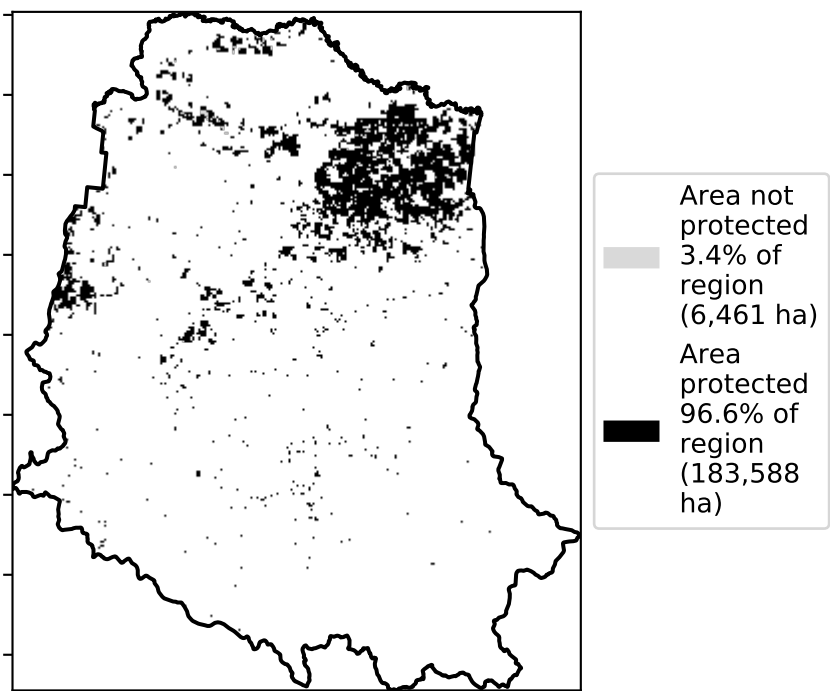 Area not
protected
3.4% of
region
(6,461 ha)
Area
protected
96.6% of
region
(183,588
ha)